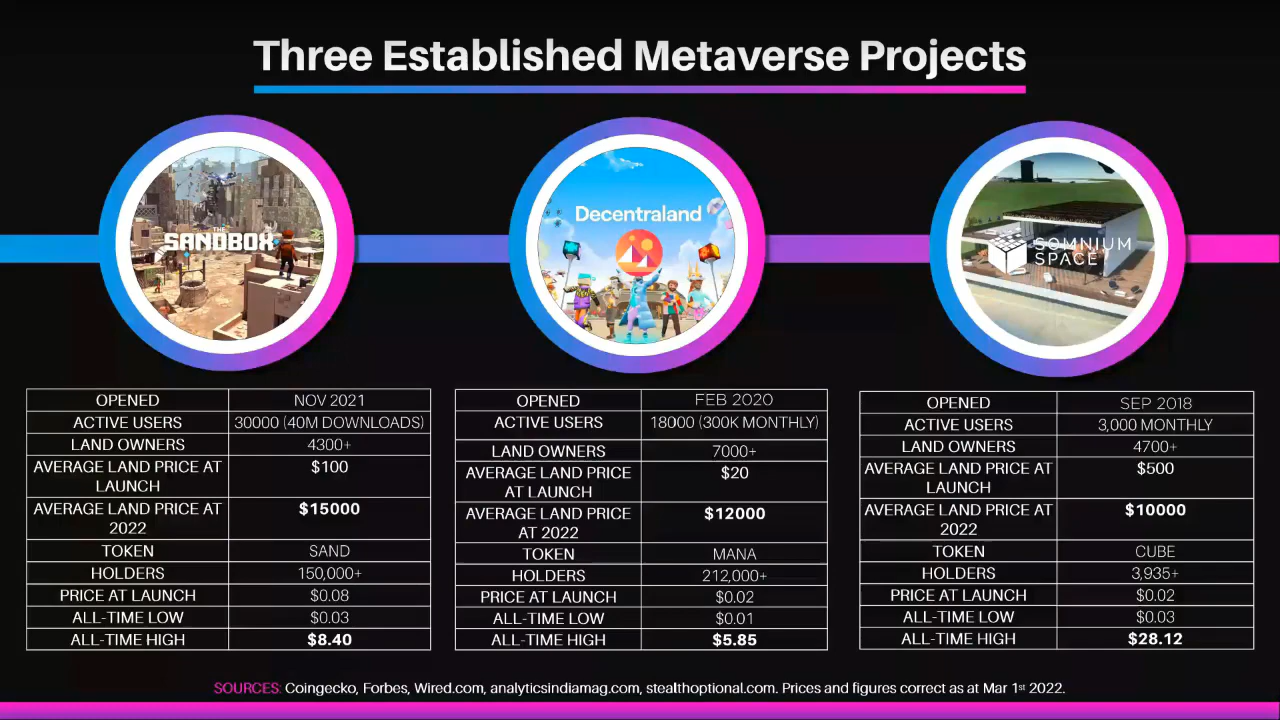 Three Established Metaverse Projects
THE
SANDBOX
Decentraland
SOMNIUM
SPACE
OPENED NOV 2021
ACTIVE USERS 30000 (40M DOWNLOADS)
LAND OWNERS 4300+
AVERAGE LAND PRICE AT $100
LAUNCH
AVERAGE LAND PRICE AT $15000
2022
TOKEN SAND
HOLDERS 150,000+
PRICE AT LAUNCH $0.08
ALL-TIME LOW $0.03
ALL-TIME HIGH $8.40
OPENED FEB 2020
ACTIVE USERS 18000 (300K MONTHLY)
LAND OWNERS 7000+
AVERAGE LAND PRICE $20
AT LAUNCH
AVERAGE LAND PRICE $12000
AT 2022
TOKEN MANA
HOLDERS 212,000+
PRICE AT LAUNCH $0.02
ALL-TIME LOW $0.01
ALL-TIME HIGH $5.85
OPENED SEP 2018
ACTIVE USERS 3,000 MONTHLY
LAND OWNERS 4700+
AVERAGE LAND PRICE AT $500
LAUNCH
AVERAGE LAND PRICE AT $10000
2022
TOKEN CUBE
HOLDERS 3,935+
PRICE AT LAUNCH $0.02
ALL-TIME LOW $0.03
ALL-TIME HIGH $28.12
SOURCES: Coingecko, Forbes, Wired.com, analyticsindiamag.com, stealthoptional.com. Prices and figures correct as at Mar 1st 2022.